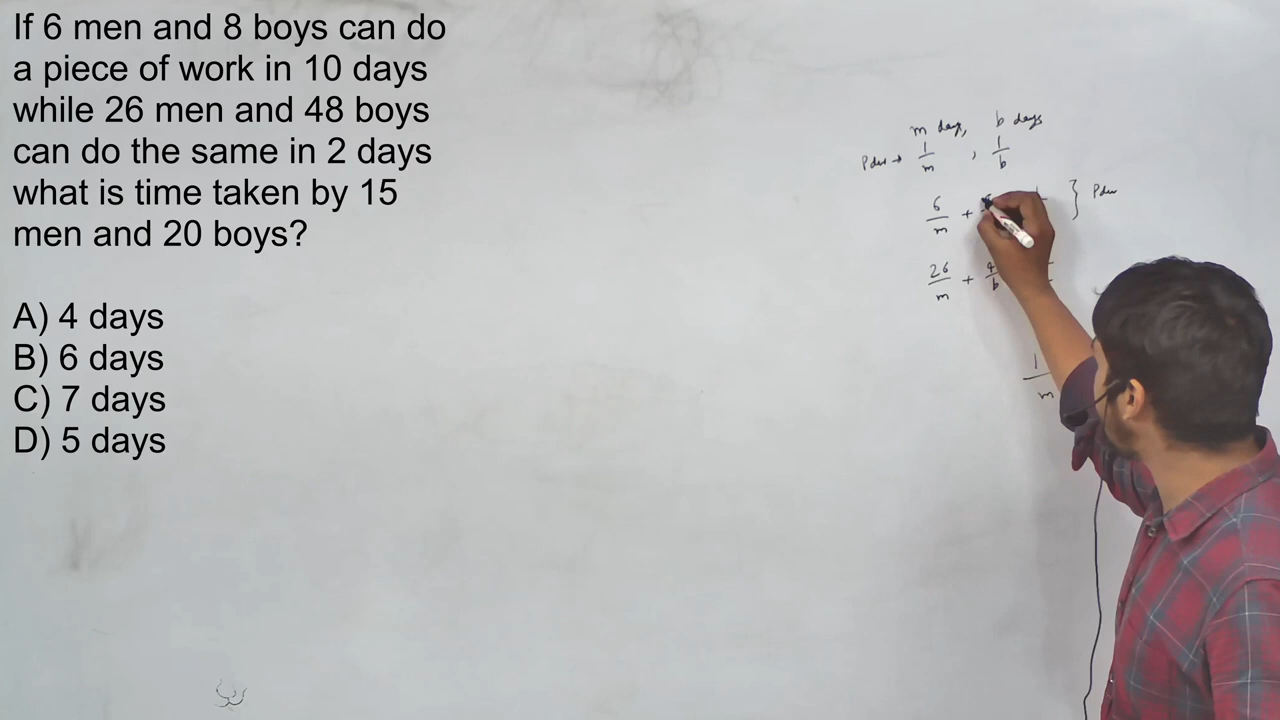 If 6 men and 8 boys can do
a piece of work in 10 days
while 26 men and 48 boys
can do the same in 2 days
what is time taken by 15
men and 20 boys?
A) 4 days
B) 6 days
C) 7 days
D) 5 days
m days, b days
1/m , 1/b
6/m +
26/m +
1/m